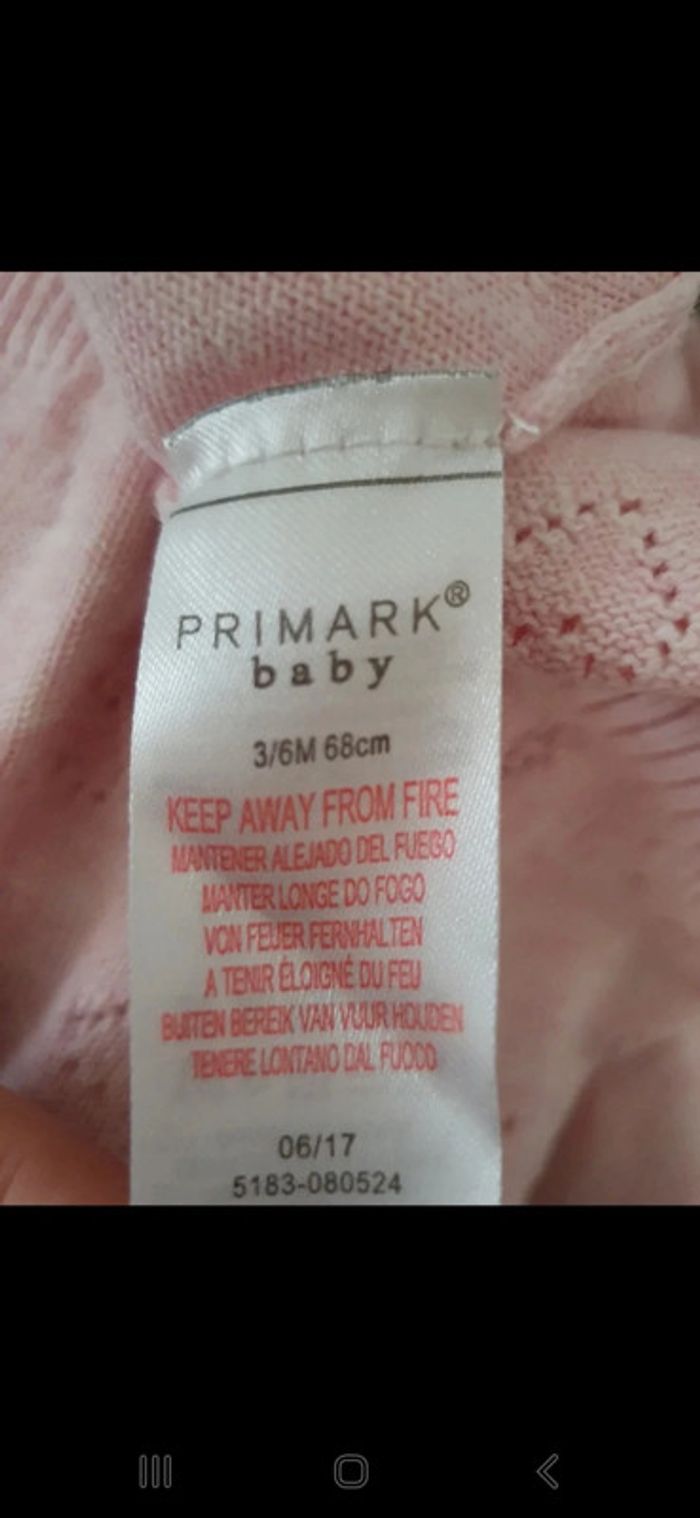 PRIMARK®
baby
3/6M 68cm
KEEP AWAY FROM FIRE
MANTENER ALEJADO DEL FUEGO
MANTER LONGE DO FOGO
VON FEUER FERNHALTEN
A TENIR ÉLOIGNÉ DU FEU
BUITEN BEREIK VAN VUUR HOUDEN
TENERE LONTANO DAL FUOCO
06/17
5183-080524